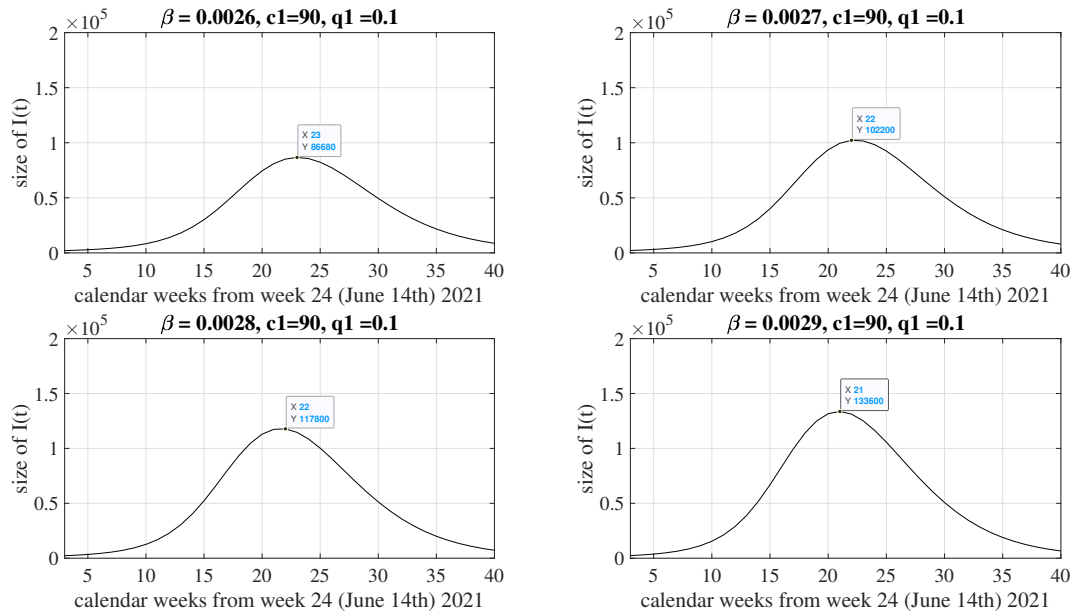 β = 0.0026, c1=90, q1 =0.1
×10^5
2
1.5
1
0.5
0
size of I(t)
X 23
Y 86680
5 10 15 20 25 30 35 40
calendar weeks from week 24 (June 14th) 2021
β = 0.0027, c1=90, q1 =0.1
×10^5
2
1.5
1
0.5
0
size of I(t)
X 22
Y 102200
5 10 15 20 25 30 35 40
calendar weeks from week 24 (June 14th) 2021
β = 0.0028, c1=90, q1 =0.1
×10^5
2
1.5
1
0.5
0
size of I(t)
X 22
Y 117800
5 10 15 20 25 30 35 40
calendar weeks from week 24 (June 14th) 2021
β = 0.0029, c1=90, q1 =0.1
×10^5
2
1.5
1
0.5
0
size of I(t)
X 21
Y 133600
5 10 15 20 25 30 35 40
calendar weeks from week 24 (June 14th) 2021